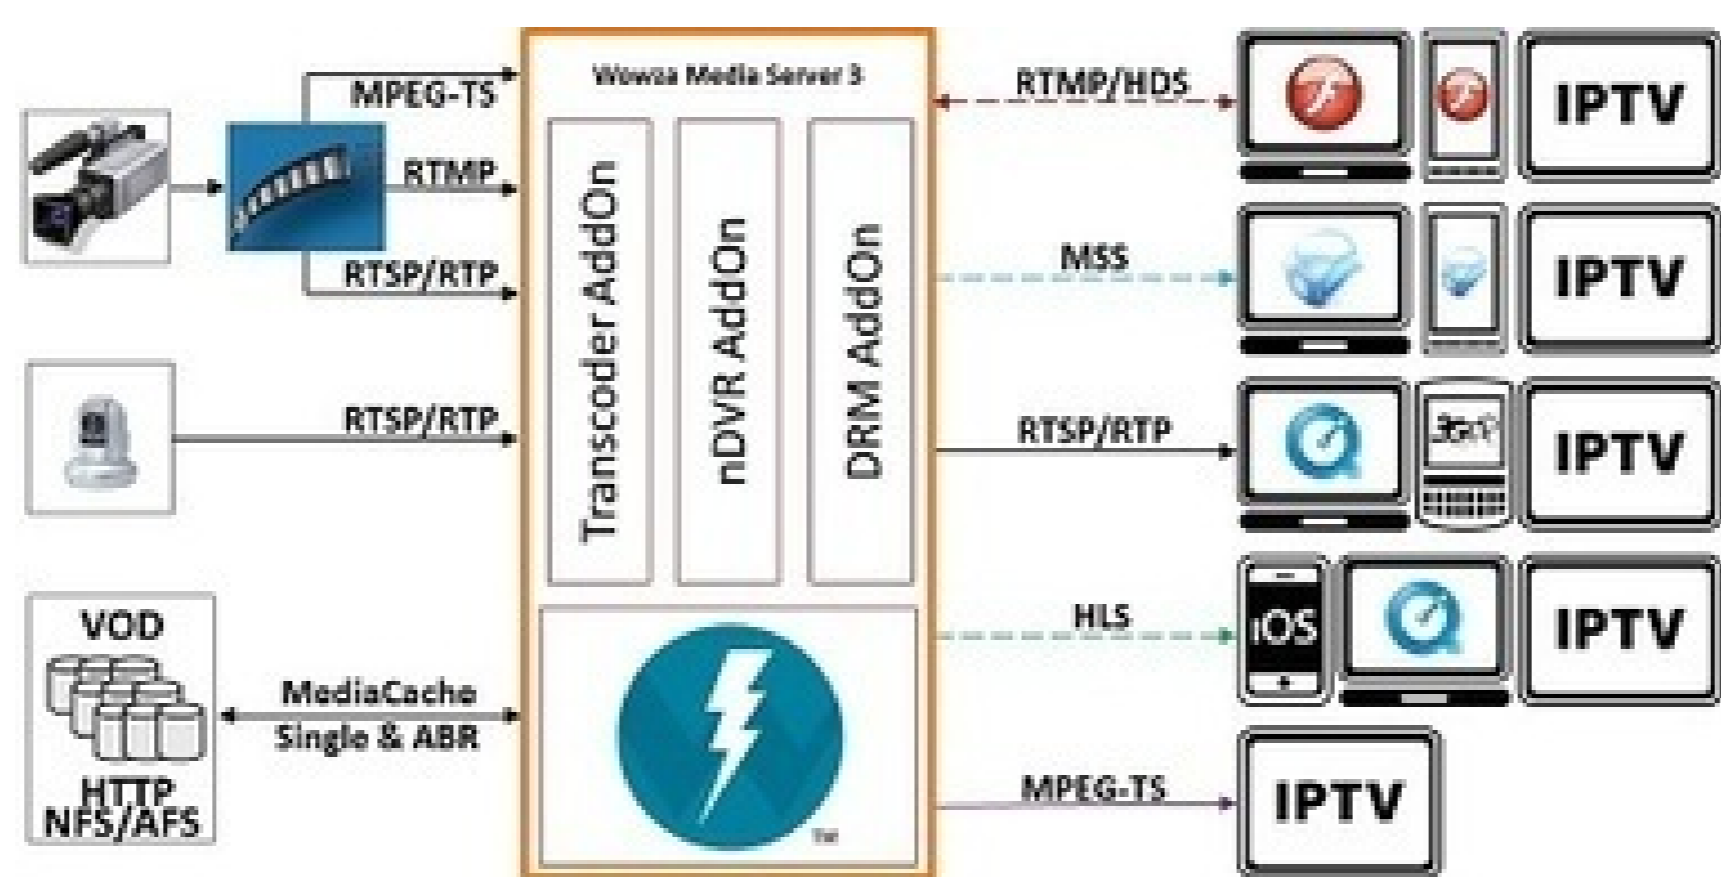 Wowza Media Server 3
MPEG-TS
RTMP
RTSP/RTP
RTSP/RTP
VOD
HTTP
NFS/AFS
MediaCache
Single & ABR
Transcoder AddOn
nDVR AddOn
DRM AddOn
TM
RTMP/HDS
IPTV
MSS
IPTV
RTSP/RTP
3GPP
IPTV
HLS
iOS
IPTV
MPEG-TS
IPTV